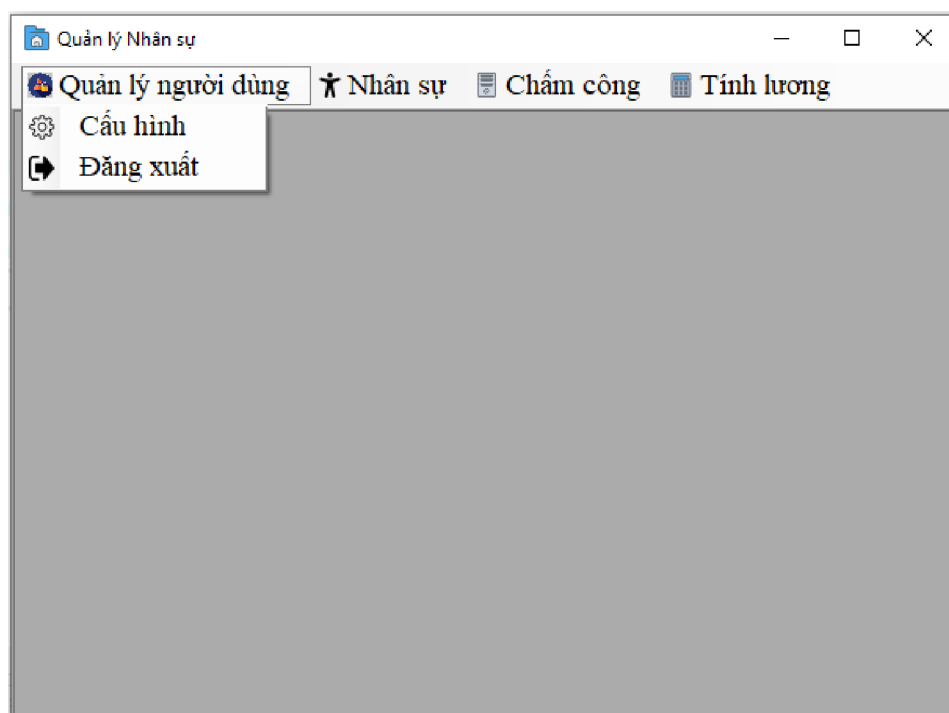 Quản lý Nhân sự
Quản lý người dùng Nhân sự Chấm công Tính lương
Cấu hình
Đăng xuất